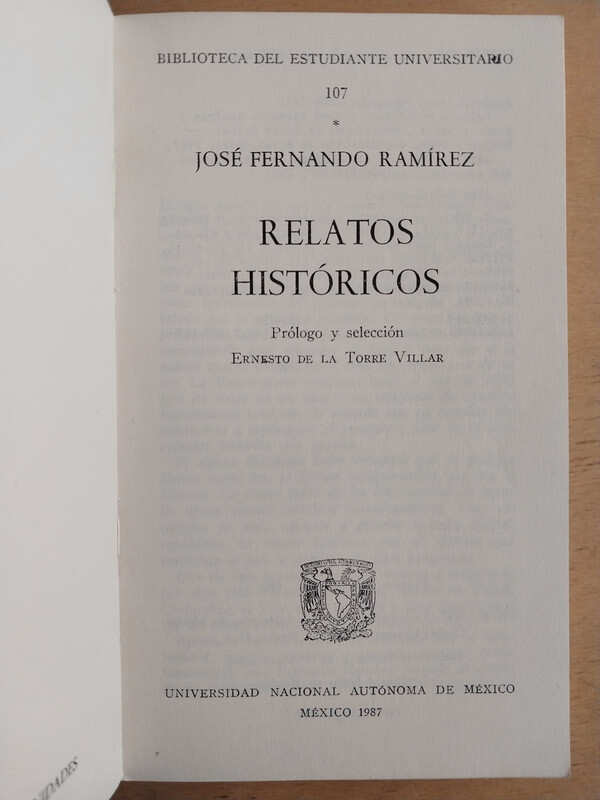 BIBLIOTECA DEL ESTUDIANTE UNIVERSITARIO
107
*
JOSÉ FERNANDO RAMÍREZ
RELATOS
HISTÓRICOS
Prólogo y selección
ERNESTO DE LA TORRE VILLAR
UNIVERSIDAD NACIONAL AUTÓNOMA DE MÉXICO
MÉXICO 1987